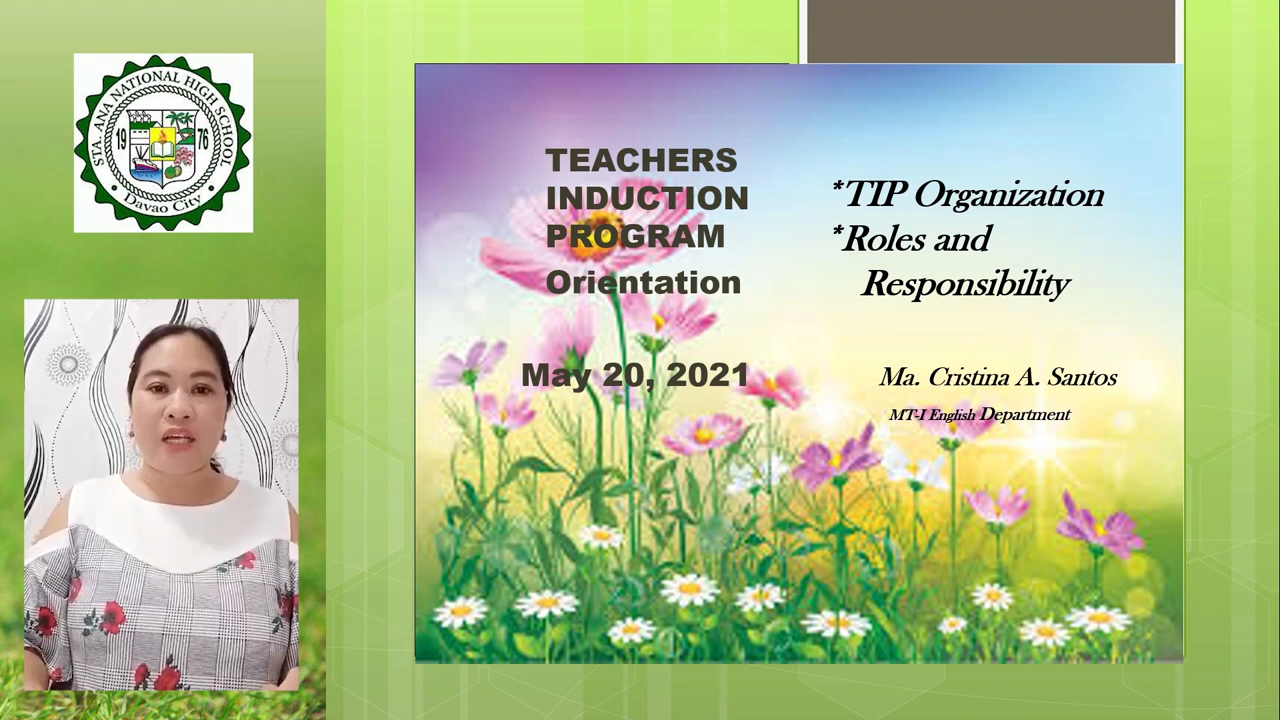 STA. ANA NATIONAL HIGH SCHOOL
19 76
Davao City
TEACHERS
INDUCTION
PROGRAM
Orientation
May 20, 2021
*TIP Organization
*Roles and
Responsibility
Ma. Cristina A. Santos
MT-I English Department